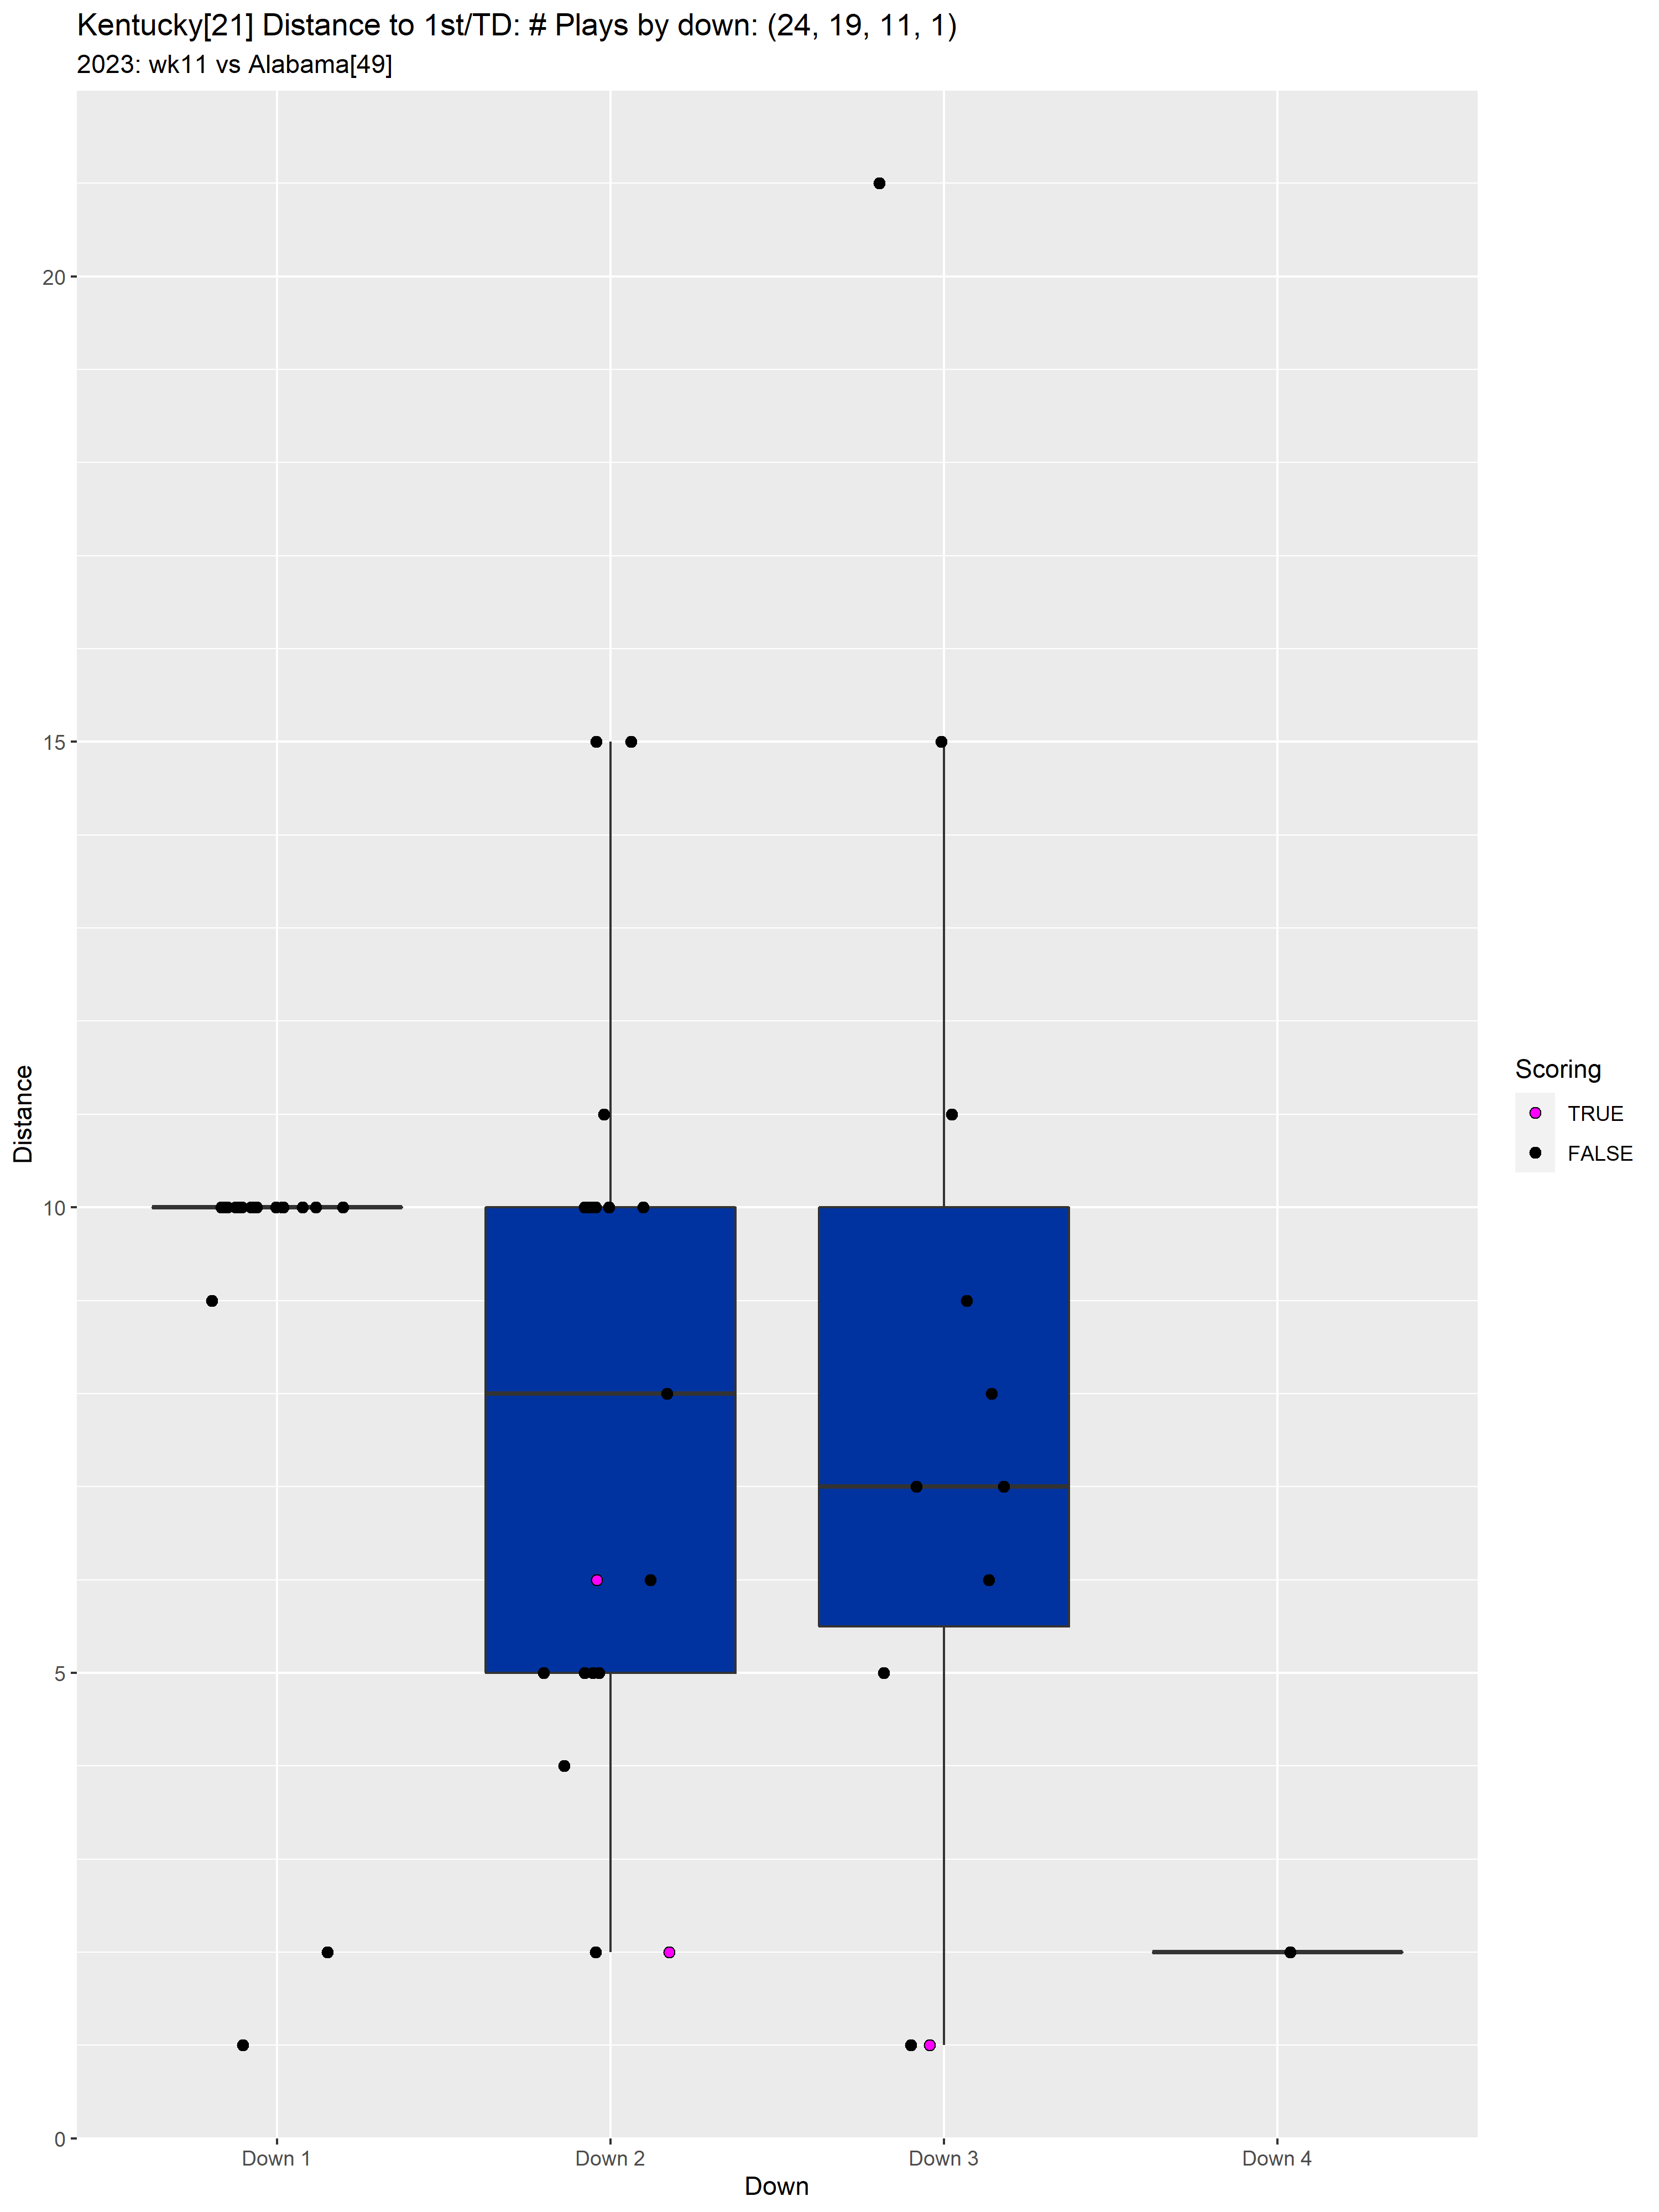 Kentucky[21] Distance to 1st/TD: # Plays by down: (24, 19, 11, 1)
2023: wk11 vs Alabama[49]
20
15
10
5
0
Distance
Down 1
Down 2
Down 3
Down 4
Down
Scoring
TRUE
FALSE